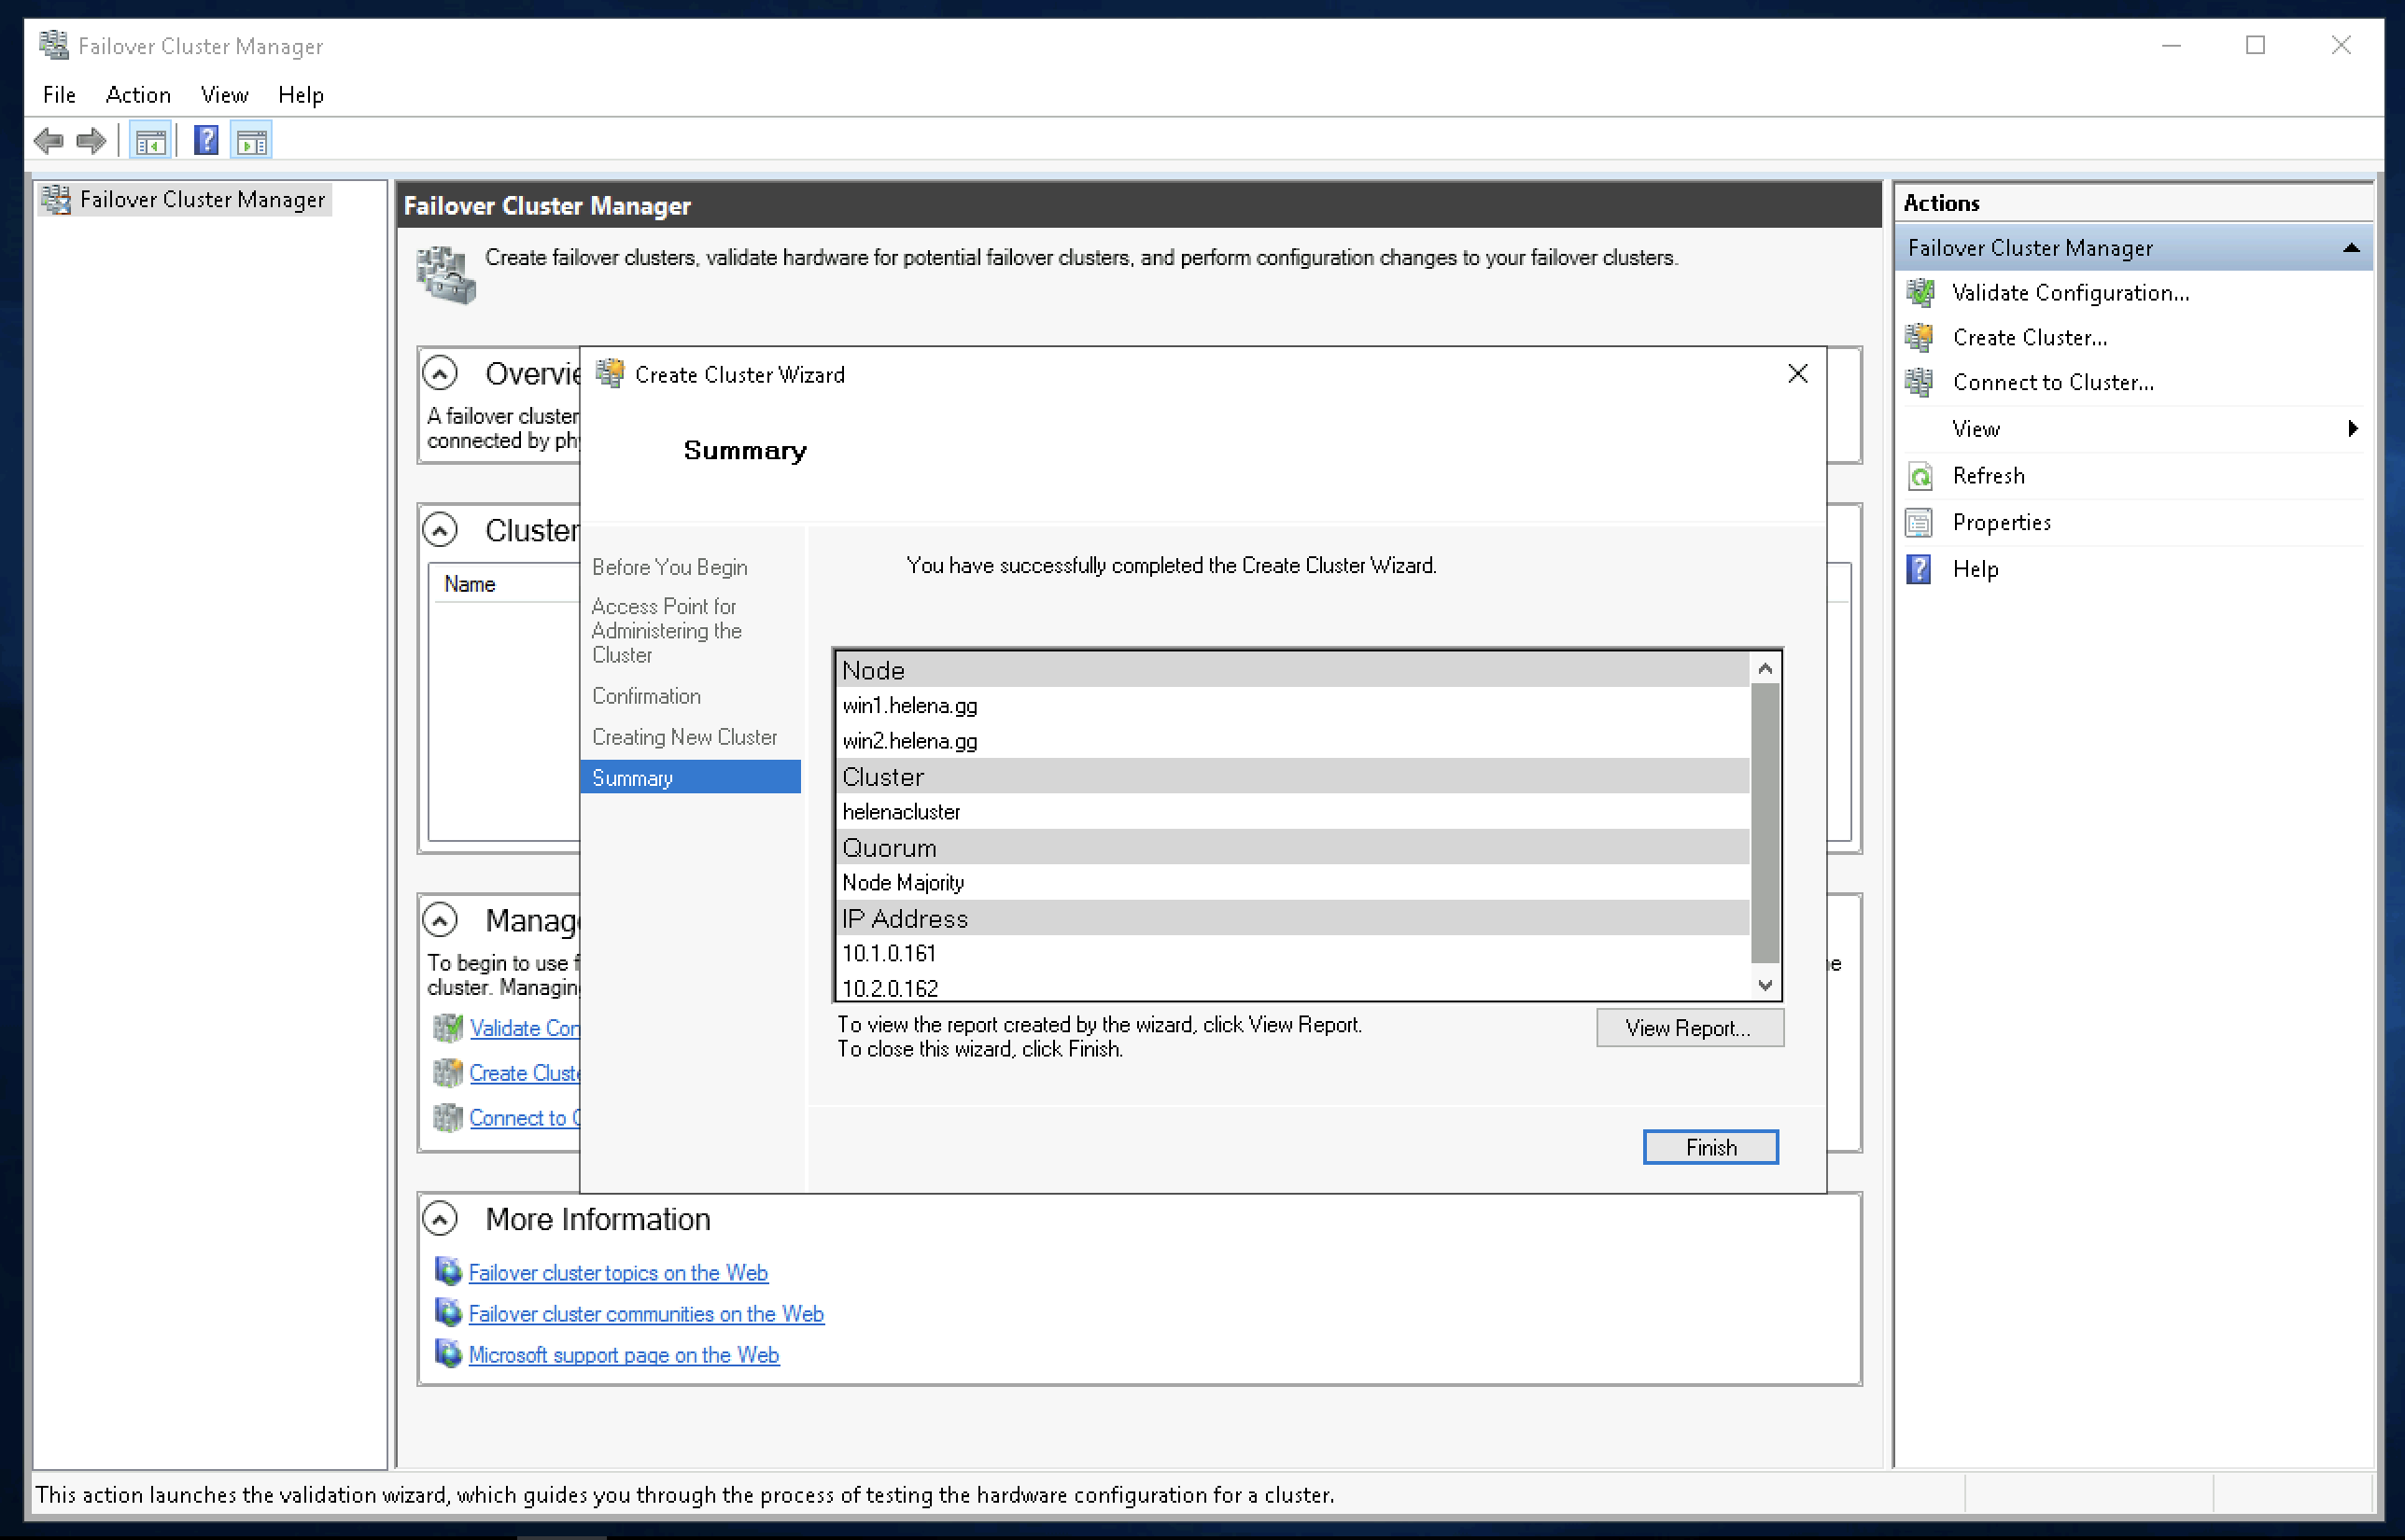 Failover Cluster Manager
File Action View Help
Failover Cluster Manager
Failover Cluster Manager
Create failover clusters, validate hardware for potential failover clusters, and perform configuration changes to your failover clusters.
Overvie
A failover cluster
connected by phy
Cluster
Name
Manag
To begin to use f
cluster. Managing
Validate Con
Create Cluste
Connect to C
Create Cluster Wizard
Summary
Before You Begin
Access Point for
Administering the
Cluster
Confirmation
Creating New Cluster
Summary
You have successfully completed the Create Cluster Wizard.
Node
win1.helena.gg
win2.helena.gg
Cluster
helenacluster
Quorum
Node Majority
IP Address
10.1.0.161
10.2.0.162
To view the report created by the wizard, click View Report.
To close this wizard, click Finish.
View Report...
Finish
More Information
Failover cluster topics on the Web
Failover cluster communities on the Web
Microsoft support page on the Web
Actions
Failover Cluster Manager
Validate Configuration...
Create Cluster...
Connect to Cluster...
View
Refresh
Properties
Help
This action launches the validation wizard, which guides you through the process of testing the hardware configuration for a cluster.